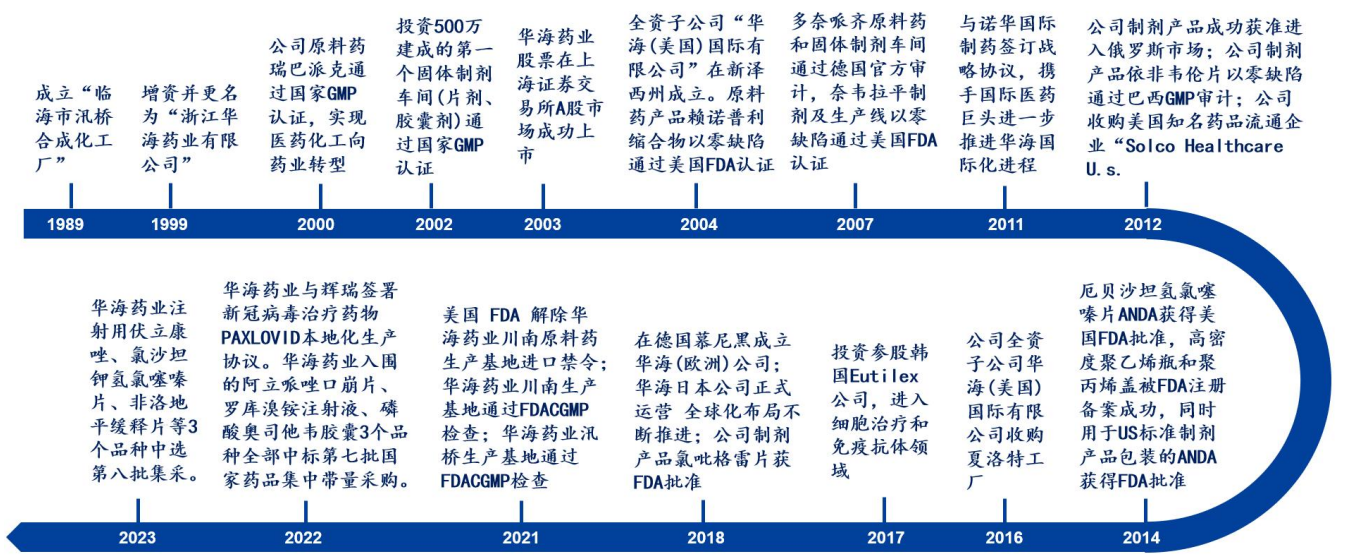 成立“临
海市汛桥
合成化工
厂”
增资并更名
为“浙江华
海药业有限
公司”
公司原料药
瑞巴派克通
过国家GMP
认证，实现
医药化工向
药业转型
投资500万
建成的第一
个固体制剂
车间(片剂、
胶囊剂)通
过国家GMP
认证
华海药业
股票在上
海证券交
易所A股市
场成功上
市
全资子公司“华
海(美国)国际有
限公司”在新泽
西州成立。原料
药产品赖诺普利
缩合物以零缺陷
通过美国FDA认证
多奈哌齐原料药
和固体制剂车间
通过德国官方审
计，奈韦拉平制
剂及生产线以零
缺陷通过美国FDA
认证
与诺华国际
制药签订战
略协议，携
手国际医药
巨头进一步
推进华海国
际化进程
公司制剂产品成功获准进
入俄罗斯市场；公司制剂
产品依非韦伦片以零缺陷
通过巴西GMP审计；公司
收购美国知名药品流通企
业“Solco Healthcare
U.s.
1989
1999
2000
2002
2003
2004
2007
2011
2012
华海药业注
射用伏立康
唑、氯沙坦
钾氢氯噻嗪
片、非洛地
平缓释片等3
个品种中选
第八批集采。
华海药业与辉瑞签署
新冠病毒治疗药物
PAXLOVID本地化生产
协议。华海药业入围
的阿立哌唑口崩片、
罗库溴铵注射液、磷
酸奥司他韦胶囊3个品
种全部中标第七批国
家药品集中带量采购。
美国 FDA 解除华
海药业川南原料药
生产基地进口禁令；
华海药业川南生产
基地通过FDACGMP
检查；华海药业汛
桥生产基地通过
FDACGMP检查
在德国慕尼黑成立
华海(欧洲)公司；
华海日本公司正式
运营 全球化布局不
断推进；公司制剂
产品氯吡格雷片获
FDA批准
投资参股韩
国Eutilex
公司，进入
细胞治疗和
免疫抗体领
域
公司全资
子公司华
海(美国)
国际有限
公司收购
夏洛特工
厂
厄贝沙坦氢氯噻
嗪片ANDA获得美
国FDA批准，高密
度聚乙烯瓶和聚
丙烯盖被FDA注册
备案成功，同时
用于US标准制剂
产品包装的ANDA
获得FDA批准
2023
2022
2021
2018
2017
2016
2014